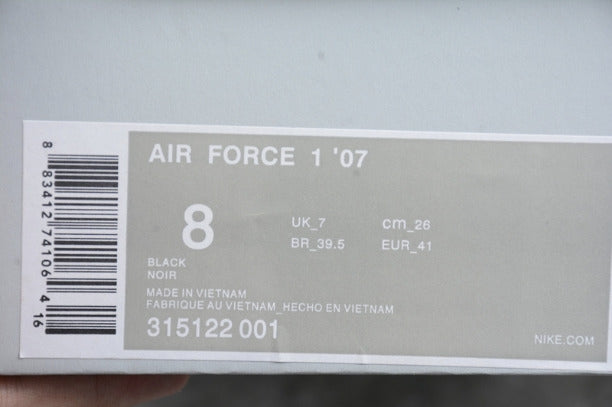 AIR FORCE 1 '07
8
UK_7 cm_26
BR_39.5 EUR_41
BLACK
NOIR
MADE IN VIETNAM
FABRIQUE AU VIETNAM_HECHO EN VIETNAM
315122 001
NIKE.COM
8 83412 74106 4 16